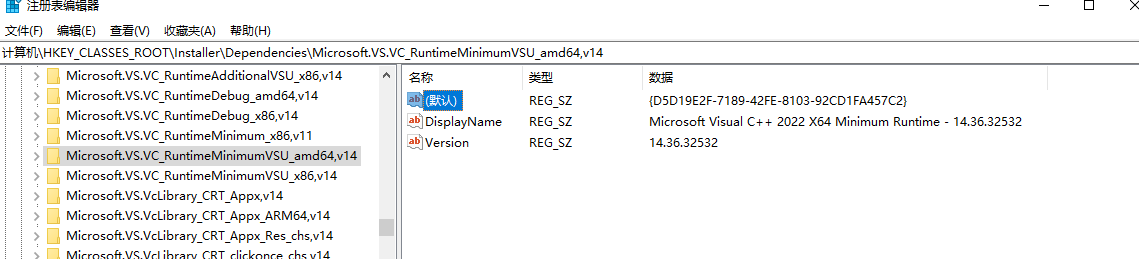 注册表编辑器
文件(F) 编辑(E) 查看(V) 收藏夹(A) 帮助(H)
计算机\HKEY_CLASSES_ROOT\Installer\Dependencies\Microsoft.VS.VC_RuntimeMinimumVSU_amd64,v14
Microsoft.VS.VC_RuntimeAdditionalVSU_x86,v14
Microsoft.VS.VC_RuntimeDebug_amd64,v14
Microsoft.VS.VC_RuntimeDebug_x86,v14
Microsoft.VS.VC_RuntimeMinimum_x86,v11
Microsoft.VS.VC_RuntimeMinimumVSU_amd64,v14
Microsoft.VS.VC_RuntimeMinimumVSU_x86,v14
Microsoft.VS.VcLibrary_CRT_Appx,v14
Microsoft.VS.VcLibrary_CRT_Appx_ARM64,v14
Microsoft.VS.VcLibrary_CRT_Appx_Res_chs,v14
Microsoft.VS.VcLibrary_CRT_clickonce_chs,v14
名称 类型 数据
(默认) REG_SZ {D5D19E2F-7189-42FE-8103-92CD1FA457C2}
DisplayName REG_SZ Microsoft Visual C++ 2022 X64 Minimum Runtime - 14.36.32532
Version REG_SZ 14.36.32532